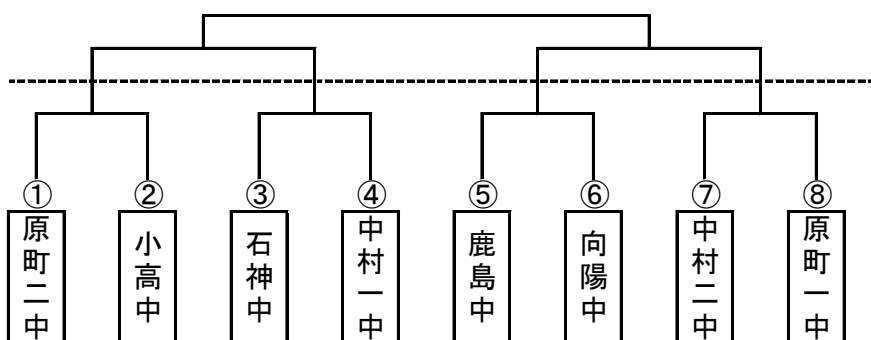 ①
原町二中
②
小高中
③
石神中
④
中村一中
⑤
鹿島中
⑥
向陽中
⑦
中村二中
⑧
原町一中